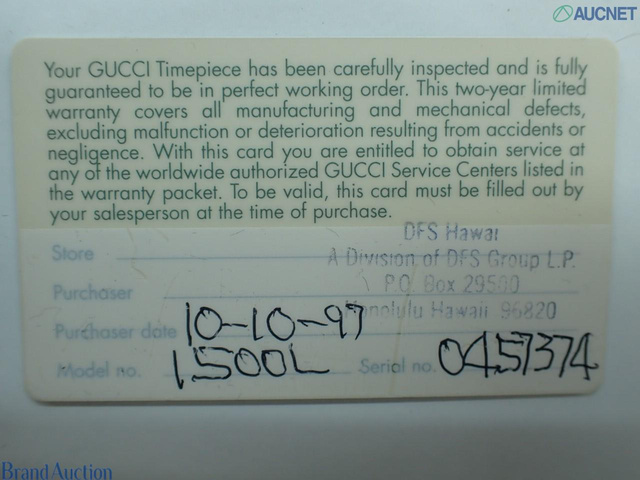 AUCNET
Your GUCCI Timepiece has been carefully inspected and is fully
guaranteed to be in perfect working order. This two-year limited
warranty covers all manufacturing and mechanical defects,
excluding malfunction or deterioration resulting from accidents or
negligence. With this card you are entitled to obtain service at
any of the worldwide authorized GUCCI Service Centers listed in
the warranty packet. To be valid, this card must be filled out by
your salesperson at the time of purchase.
DFS Hawai
Store
A Division of DFS Group L.P.
P.O. Box
Purchaser
Honolulu Hawaii 96820
Purchaser date 10-10-97
Model no. 1500L Serial no. 0457374
Brand Auction